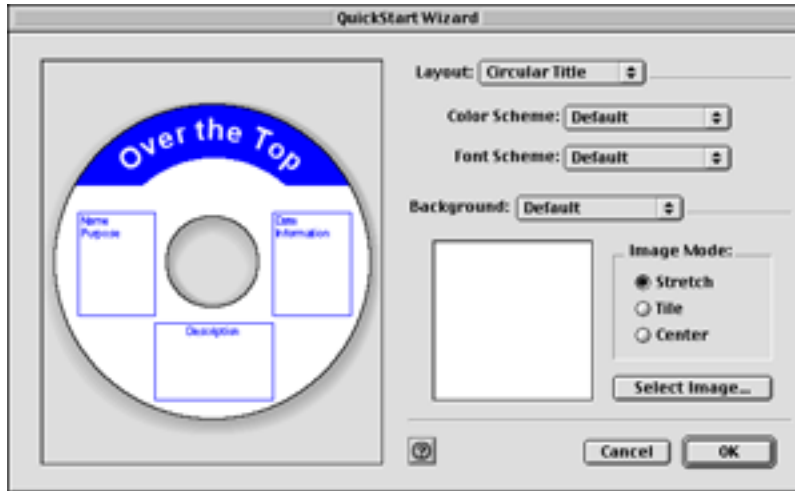 QuickStart Wizard
Over the Top
Name
Purpose
Date
Information
Description
Layout: Circular Title
Color Scheme: Default
Font Scheme: Default
Background: Default
Image Mode:
Stretch
Tile
Center
Select Image...
?
Cancel
OK